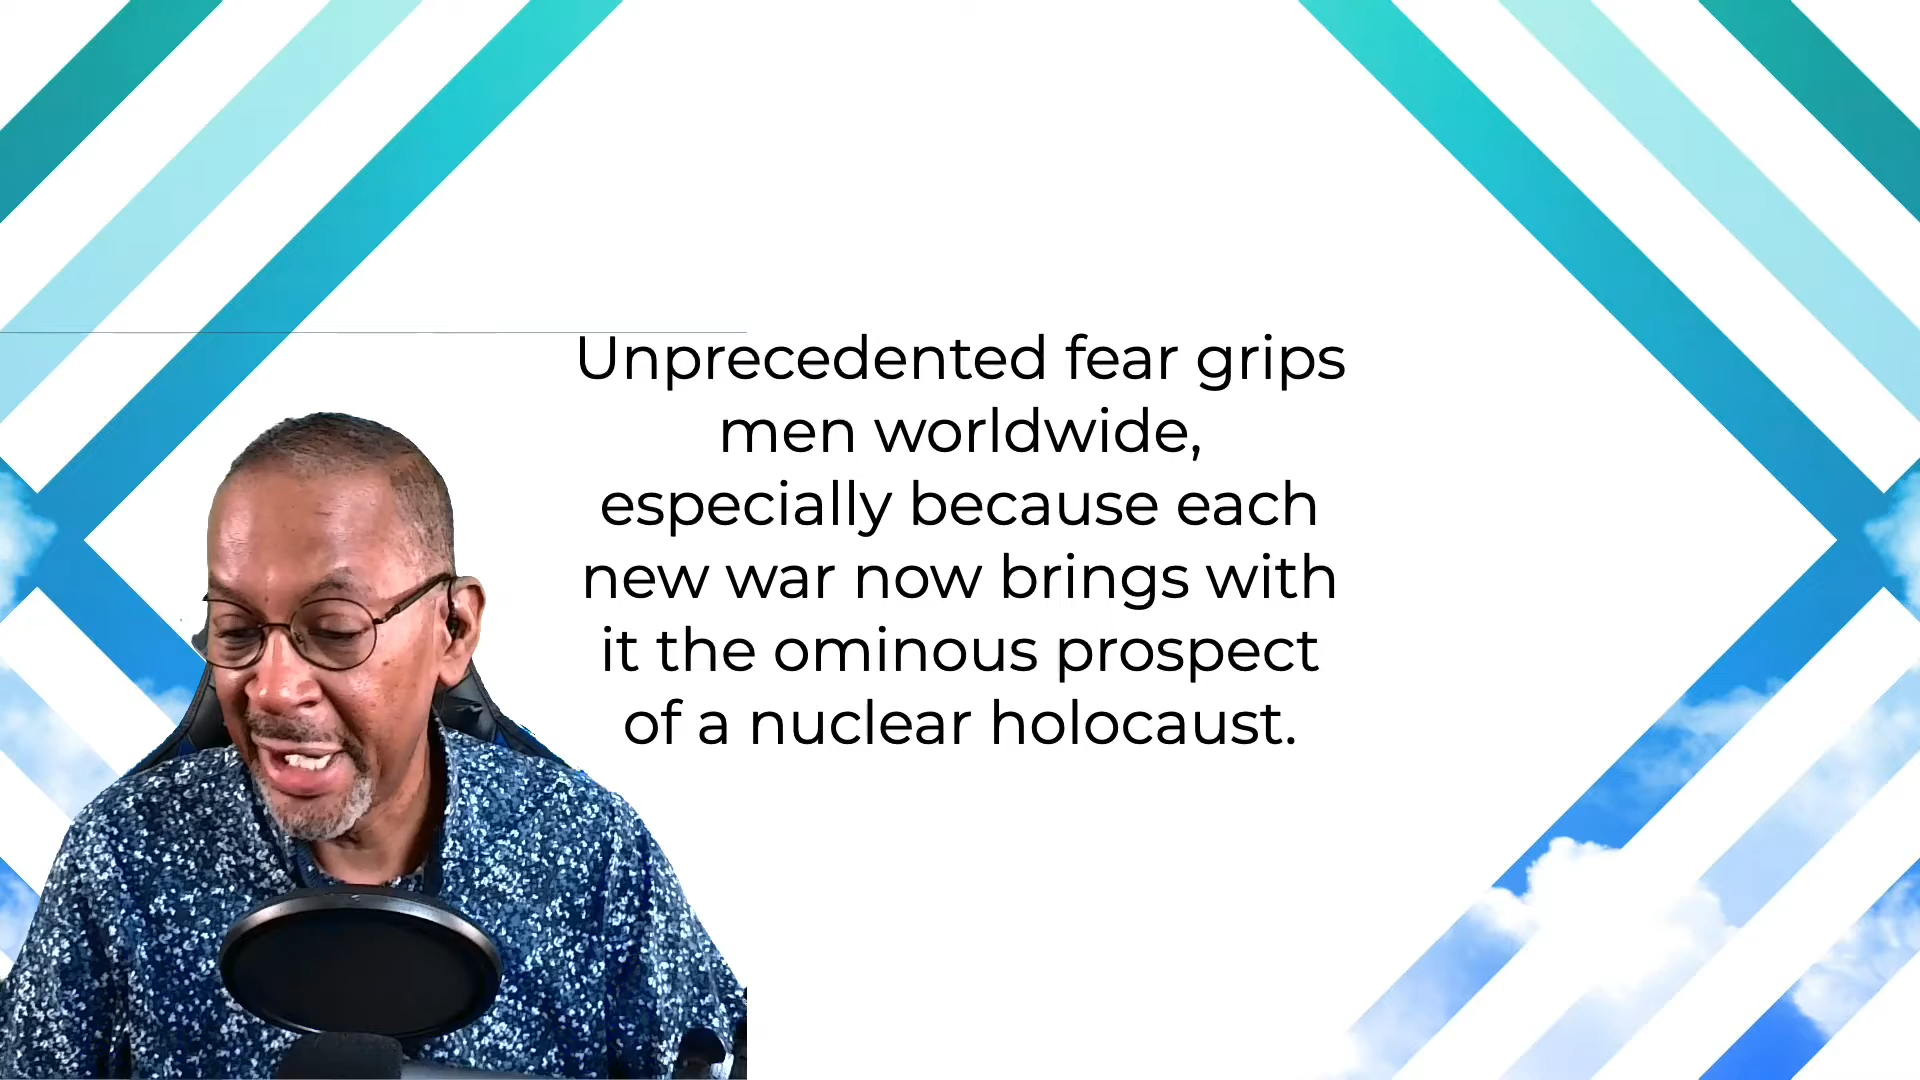 Unprecedented fear grips
men worldwide,
especially because each
new war now brings with
it the ominous prospect
of a nuclear holocaust.